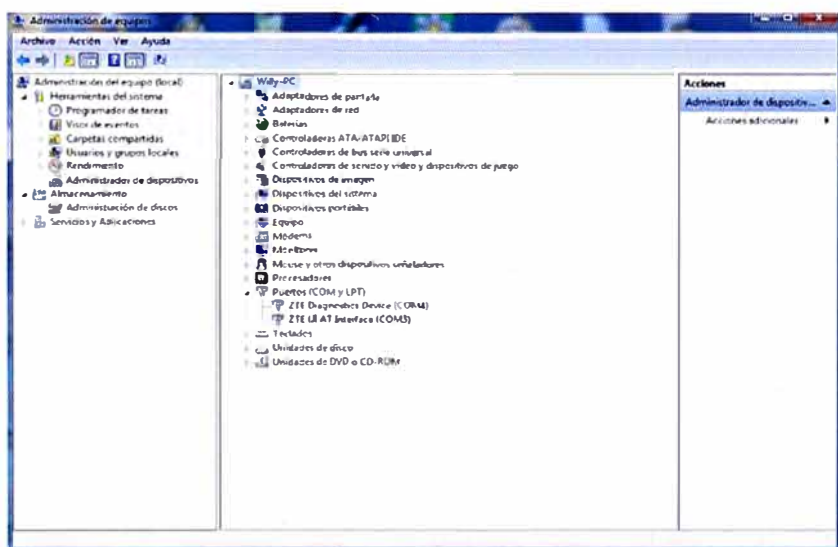 Administración de equipos
Archivo Acción Ver Ayuda
Administración del equipo (local)
Herramientas del sistema
Programador de tareas
Visor de eventos
Carpetas compartidas
Usuarios y grupos locales
Rendimiento
Administrador de dispositivos
Almacenamiento
Administración de discos
Servicios y Aplicaciones
Willy-PC
Adaptadores de pantalla
Adaptadores de red
Baterías
Controladoras ATA/ATAPI IDE
Controladoras de bus serie universal
Controladoras de sonido y vídeo y dispositivos de juego
Dispositivos de imagen
Dispositivos del sistema
Dispositivos portátiles
Equipo
Módems
Monitores
Mouse y otros dispositivos señaladores
Procesadores
Puertos (COM y LPT)
ZTE Diagnostics Device (COM4)
ZTE UI AT Interface (COM3)
Teclados
Unidades de disco
Unidades de DVD o CD-ROM
Acciones
Administrador de dispositiv...
Acciones adicionales